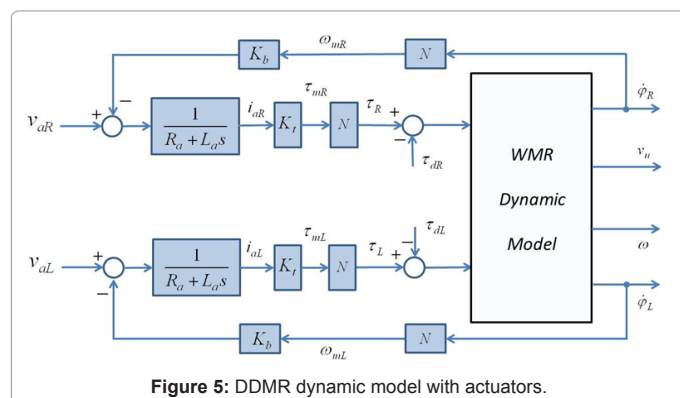 K_b
ω_mR
N
φ̇_R
v_aR
+
−
1
R_a + L_a s
i_aR
K_t
τ_mR
N
τ_R
+
−
τ_dR
WMR
Dynamic
Model
v_u
ω
v_aL
+
−
1
R_a + L_a s
i_aL
K_t
τ_mL
N
τ_L
+
−
τ_dL
φ̇_L
K_b
ω_mL
N
Figure 5: DDMR dynamic model with actuators.